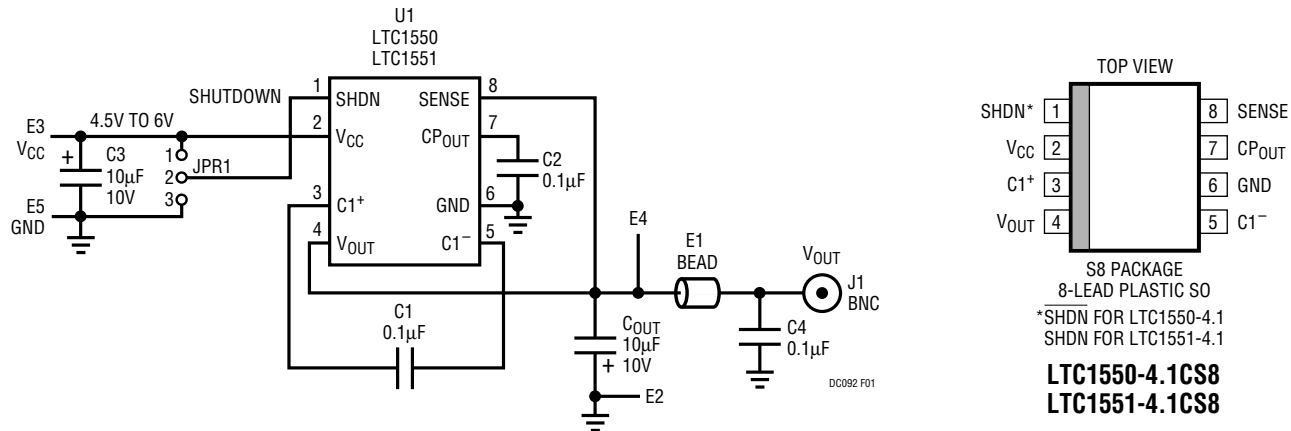 U1
LTC1550
LTC1551
SHUTDOWN
1
SHDN
SENSE
8
E3
VCC
4.5V TO 6V
2
VCC
CPOUT
7
+
C3
10µF
10V
1
2
3
JPR1
C2
0.1µF
3
C1+
GND
6
E5
GND
4
VOUT
C1−
5
E4
E1
BEAD
VOUT
J1
BNC
C1
0.1µF
COUT
10µF
+ 10V
C4
0.1µF
E2
DC092 F01
TOP VIEW
SHDN* 1
8 SENSE
VCC 2
7 CPOUT
C1+ 3
6 GND
VOUT 4
5 C1−
S8 PACKAGE
8-LEAD PLASTIC SO
*SHDN FOR LTC1550-4.1
SHDN FOR LTC1551-4.1
LTC1550-4.1CS8
LTC1551-4.1CS8